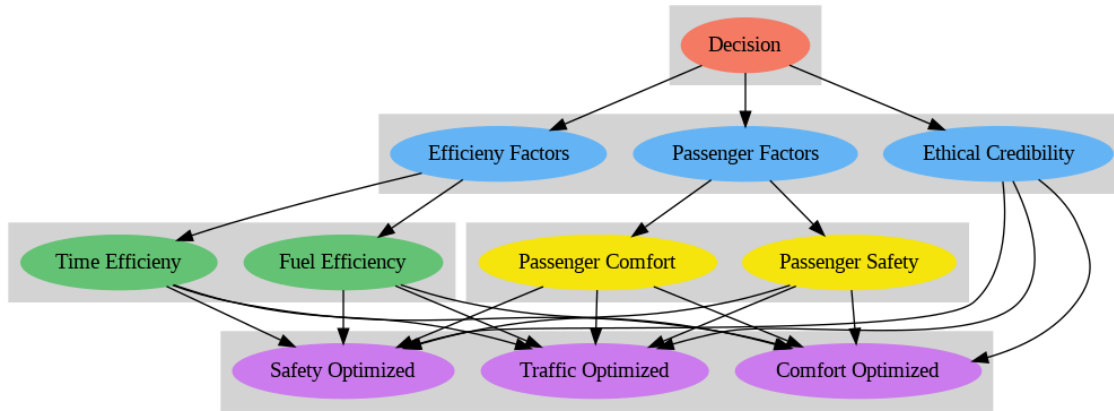 Decision
Efficieny Factors
Passenger Factors
Ethical Credibility
Time Efficieny
Fuel Efficiency
Passenger Comfort
Passenger Safety
Safety Optimized
Traffic Optimized
Comfort Optimized